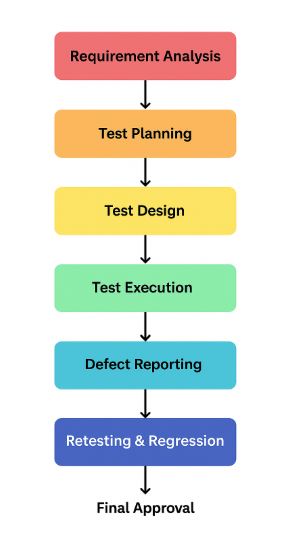 Requirement Analysis
Test Planning
Test Design
Test Execution
Defect Reporting
Retesting & Regression
Final Approval